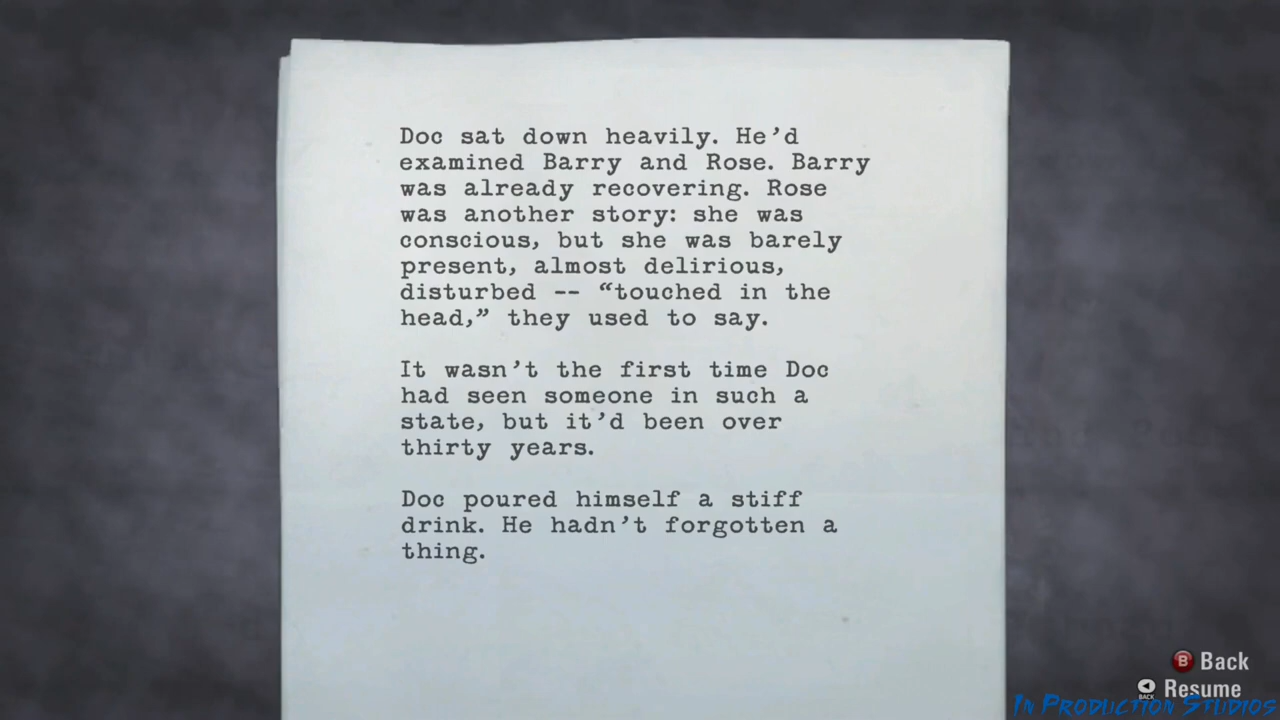 Doc sat down heavily. He’d
examined Barry and Rose. Barry
was already recovering. Rose
was another story: she was
conscious, but she was barely
present, almost delirious,
disturbed -- “touched in the
head,” they used to say.
It wasn’t the first time Doc
had seen someone in such a
state, but it’d been over
thirty years.
Doc poured himself a stiff
drink. He hadn’t forgotten a
thing.
B Back
BACK Resume
In Production Studios